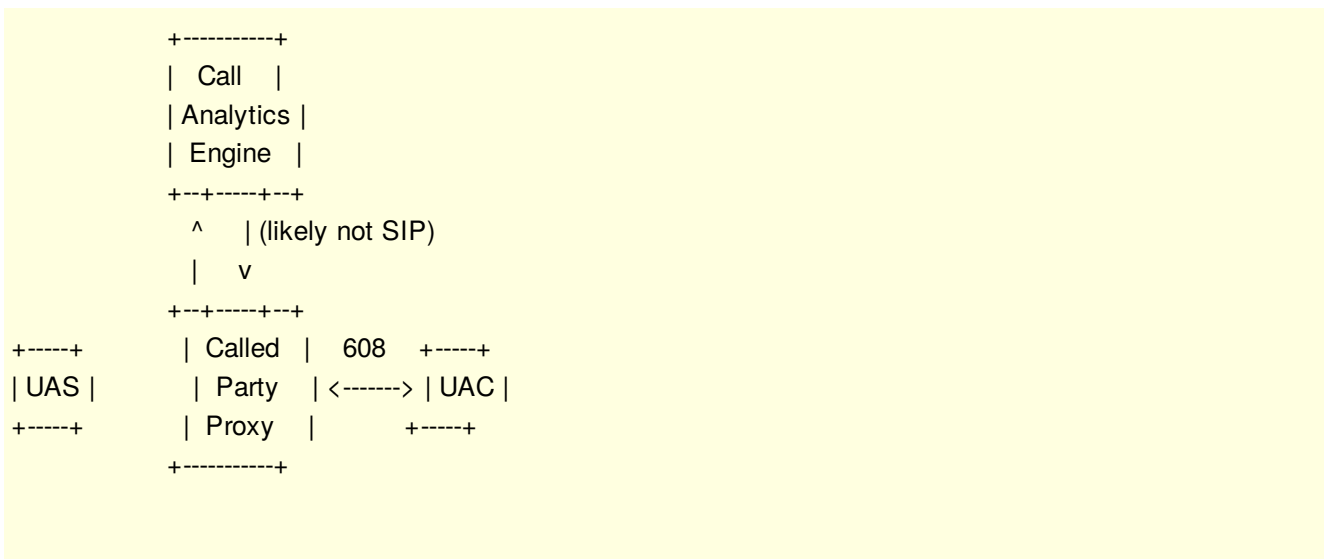 +-----------+
|   Call    |
| Analytics |
|  Engine   |
+--+-----+--+
^     | (likely not SIP)
|     v
+--+-----+--+
+-----+          |  Called   |    608    +-----+
| UAS |          |   Party   | <-------> | UAC |
+-----+          |   Proxy   |           +-----+
+-----------+